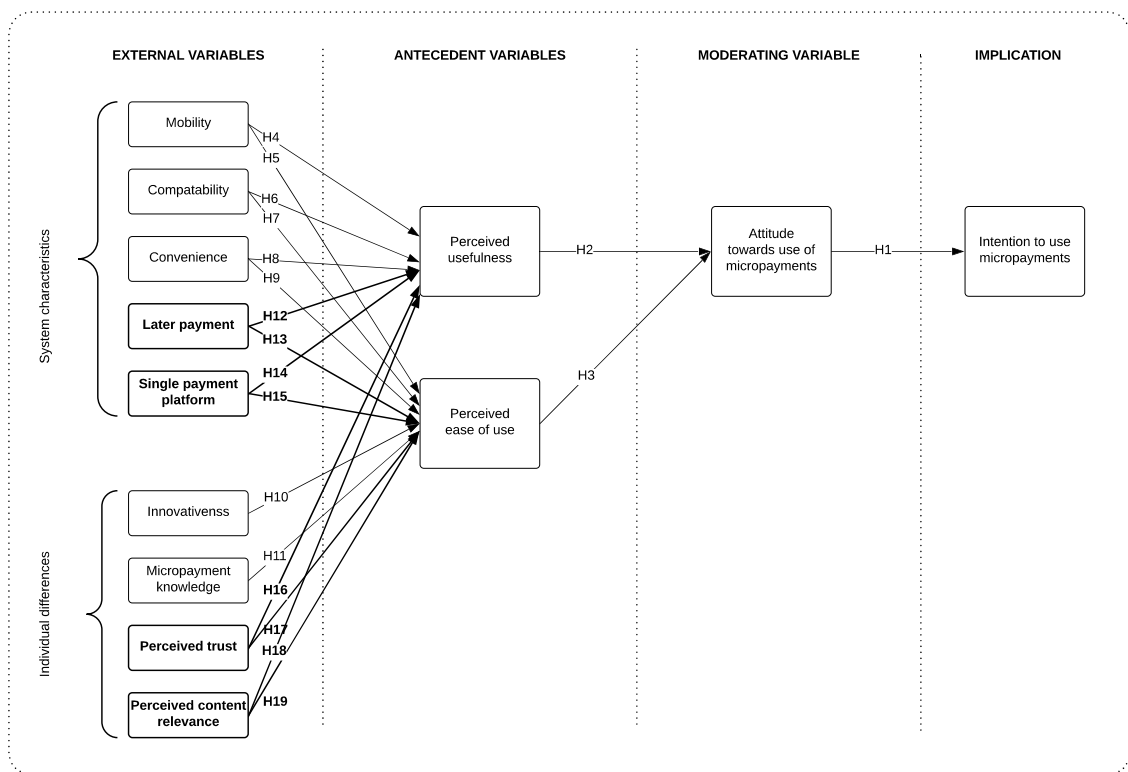 EXTERNAL VARIABLES
ANTECEDENT VARIABLES
MODERATING VARIABLE
IMPLICATION
System characteristics
Mobility
Compatability
Convenience
Later payment
Single payment
platform
Individual differences
Innovativenss
Micropayment
knowledge
Perceived trust
Perceived content
relevance
H4
H5
H6
H7
H8
H9
H12
H13
H14
H15
H10
H11
H16
H17
H18
H19
Perceived
usefulness
Perceived
ease of use
H2
H3
Attitude
towards use of
micropayments
H1
Intention to use
micropayments